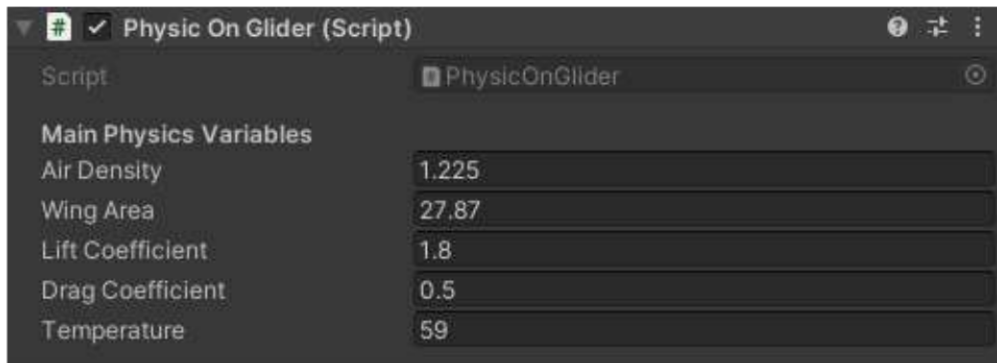 Physic On Glider (Script)
Script PhysicOnGlider
Main Physics Variables
Air Density 1.225
Wing Area 27.87
Lift Coefficient 1.8
Drag Coefficient 0.5
Temperature 59